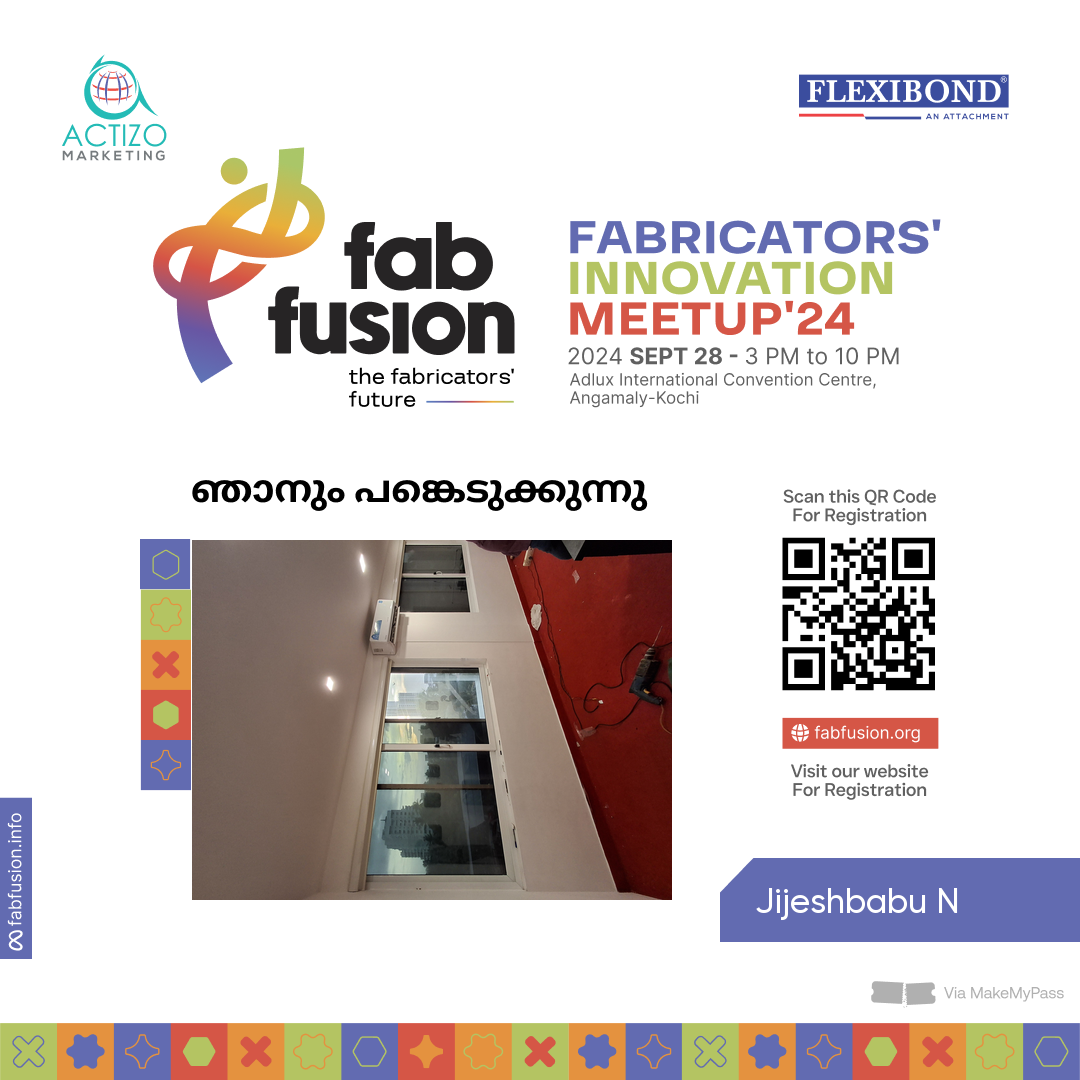 ACTIZO
MARKETING
FLEXIBOND®
AN ATTACHMENT
fab
fusion
the fabricators'
future
FABRICATORS'
INNOVATION
MEETUP'24
2024 SEPT 28 - 3 PM to 10 PM
Adlux International Convention Centre,
Angamaly-Kochi
ഞാനും പങ്കെടുക്കുന്നു
Scan this QR Code
For Registration
fabfusion.org
Visit our website
For Registration
fabfusion.info
Jijeshbabu N
Via MakeMyPass